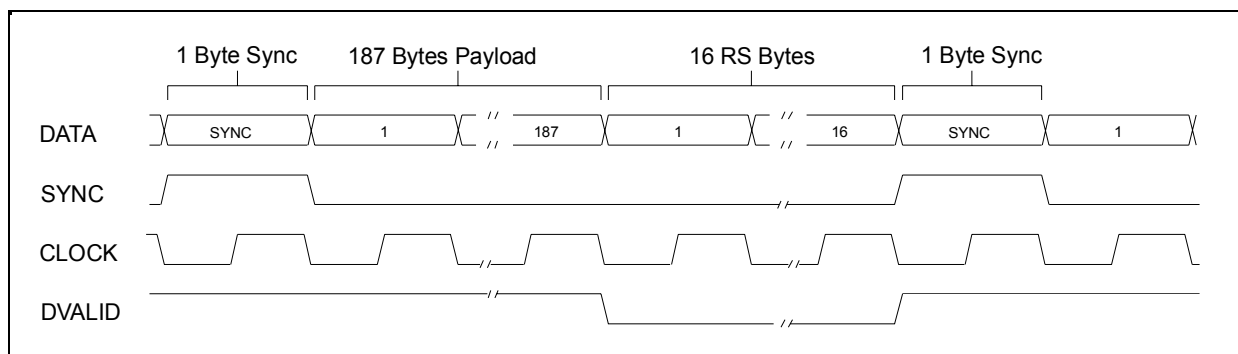 1 Byte Sync 187 Bytes Payload 16 RS Bytes 1 Byte Sync
DATA SYNC 1 187 1 16 SYNC 1
SYNC
CLOCK
DVALID